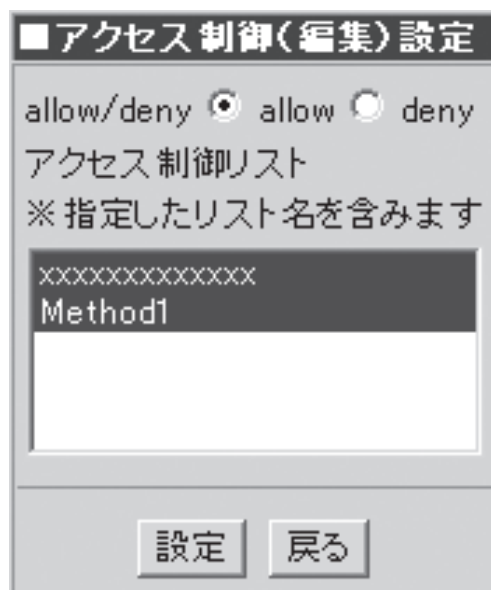 ■アクセス制御(編集)設定
allow/deny allow deny
アクセス制御リスト
※指定したリスト名を含みます
xxxxxxxxxxxxx
Method1
設定 戻る